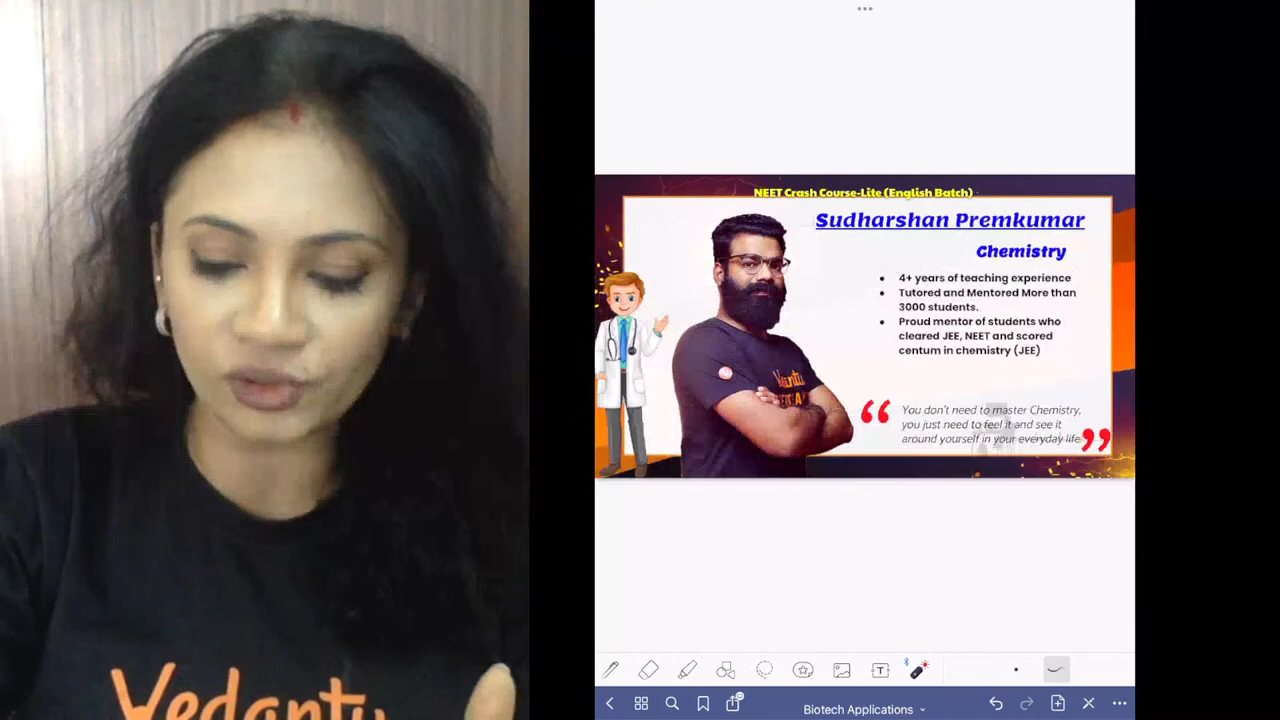 NEET Crash Course-Lite (English Batch)
Sudharshan Premkumar
Chemistry
4+ years of teaching experience
Tutored and Mentored More than
3000 students.
Proud mentor of students who
cleared JEE, NEET and scored
centum in chemistry (JEE)
You don't need to master Chemistry,
you just need to feel it and see it
around yourself in your everyday life
Vedantu
T
Biotech Applications